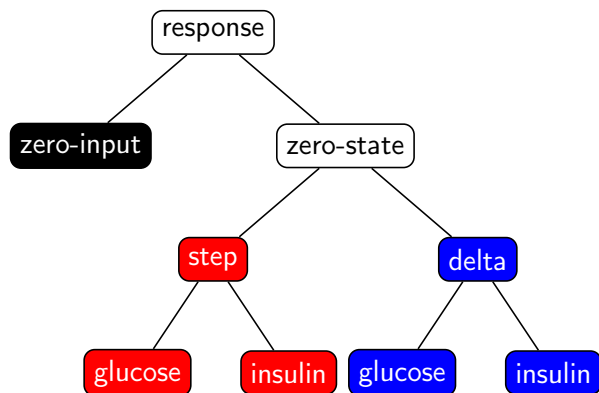 response
zero-input
zero-state
step
delta
glucose
insulin
glucose
insulin